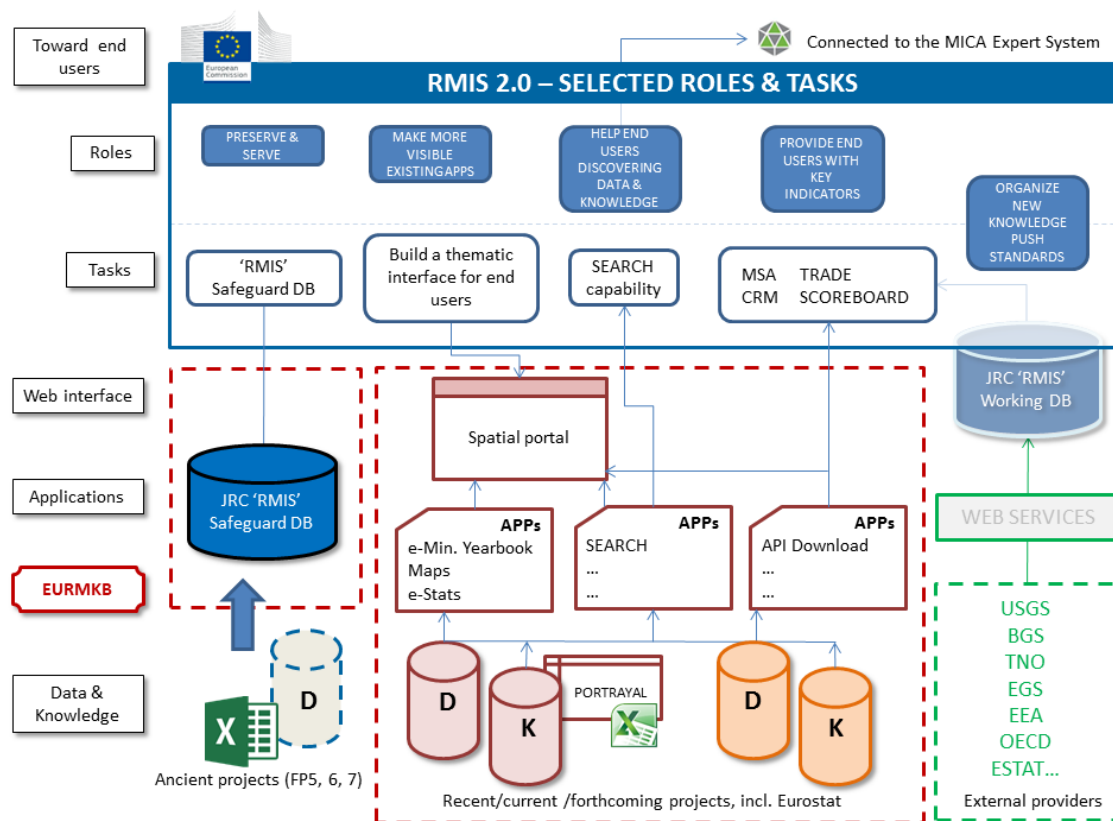 Toward end
users
European
Commission
Connected to the MICA Expert System
RMIS 2.0 – SELECTED ROLES & TASKS
Roles
PRESERVE &
SERVE
MAKE MORE
VISIBLE
EXISTING APPS
HELP END
USERS
DISCOVERING
DATA &
KNOWLEDGE
PROVIDE END
USERS WITH
KEY
INDICATORS
ORGANIZE
NEW
KNOWLEDGE
PUSH
STANDARDS
Tasks
‘RMIS’
Safeguard DB
Build a thematic
interface for end
users
SEARCH
capability
MSA TRADE
CRM SCOREBOARD
Web interface
Spatial portal
JRC ‘RMIS’
Working DB
Applications
JRC ‘RMIS’
Safeguard DB
APPs
e-Min. Yearbook
Maps
e-Stats
APPs
SEARCH
...
...
APPs
API Download
...
...
WEB SERVICES
EURMKB
Data &
Knowledge
X
D
Ancient projects (FP5, 6, 7)
D
K
PORTRAYAL
X
D
K
Recent/current /forthcoming projects, incl. Eurostat
USGS
BGS
TNO
EGS
EEA
OECD
ESTAT...
External providers